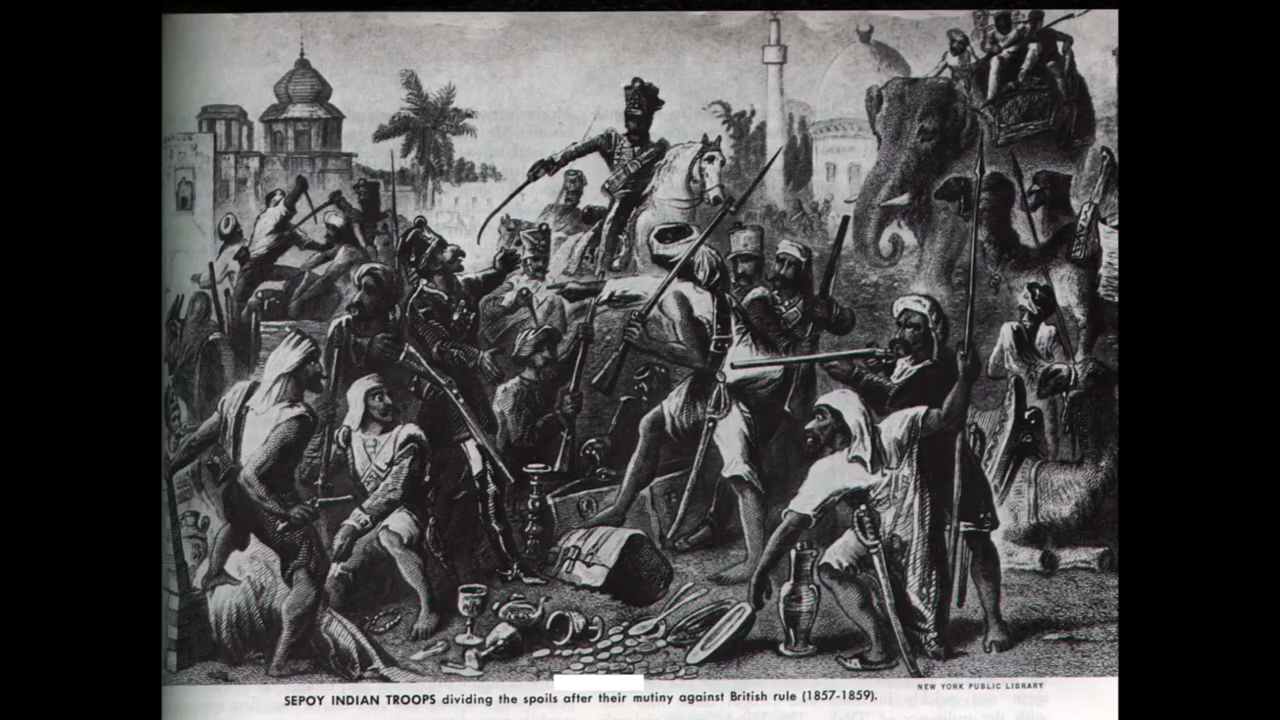 NEW YORK PUBLIC LIBRARY
SEPOY INDIAN TROOPS dividing the spoils after their mutiny against British rule (1857-1859).